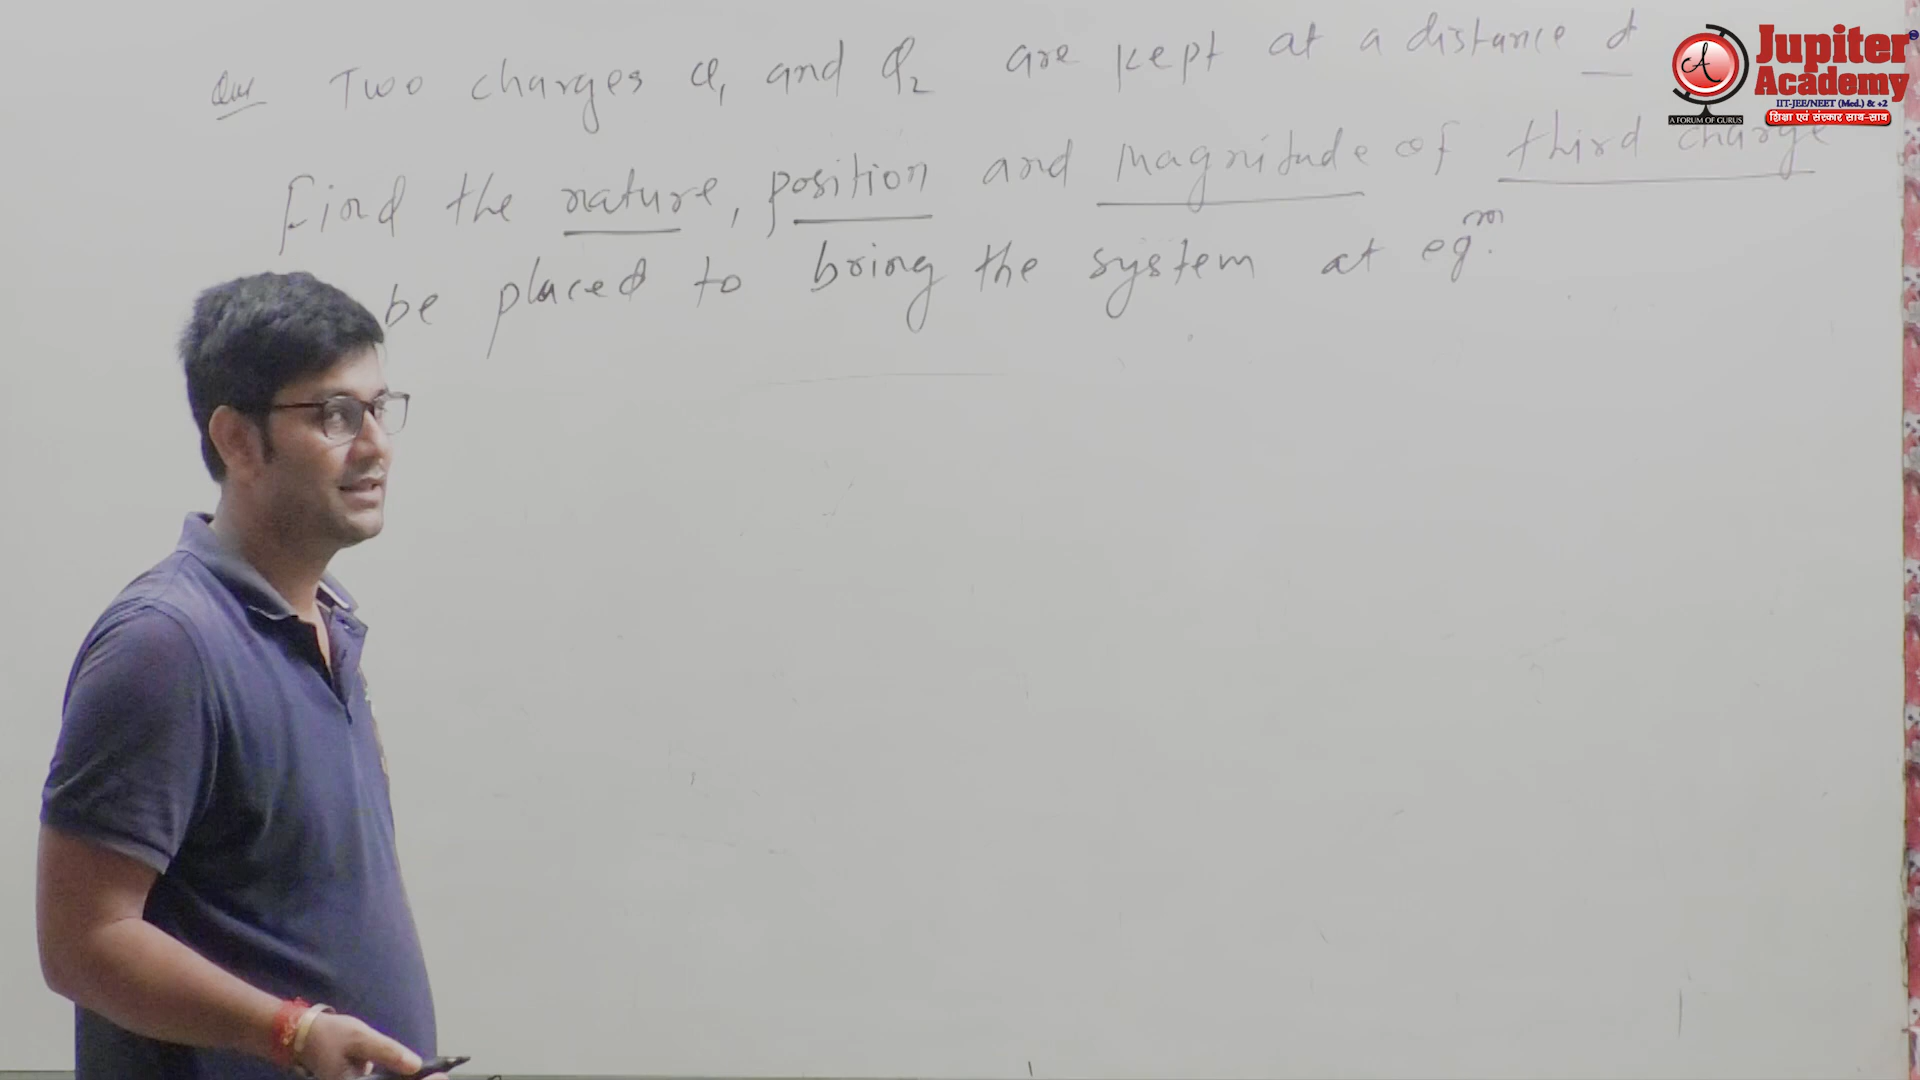 Que Two charges Q1 and Q2 are kept at a distance d
Find the nature, position and magnitude of third charge
be placed to bring the system at eqm.
Jupiter
Academy
IIT-JEE/NEET (Med.) & +2
A FORUM OF GURUS
शिक्षा एवं संस्कार साथ-साथ